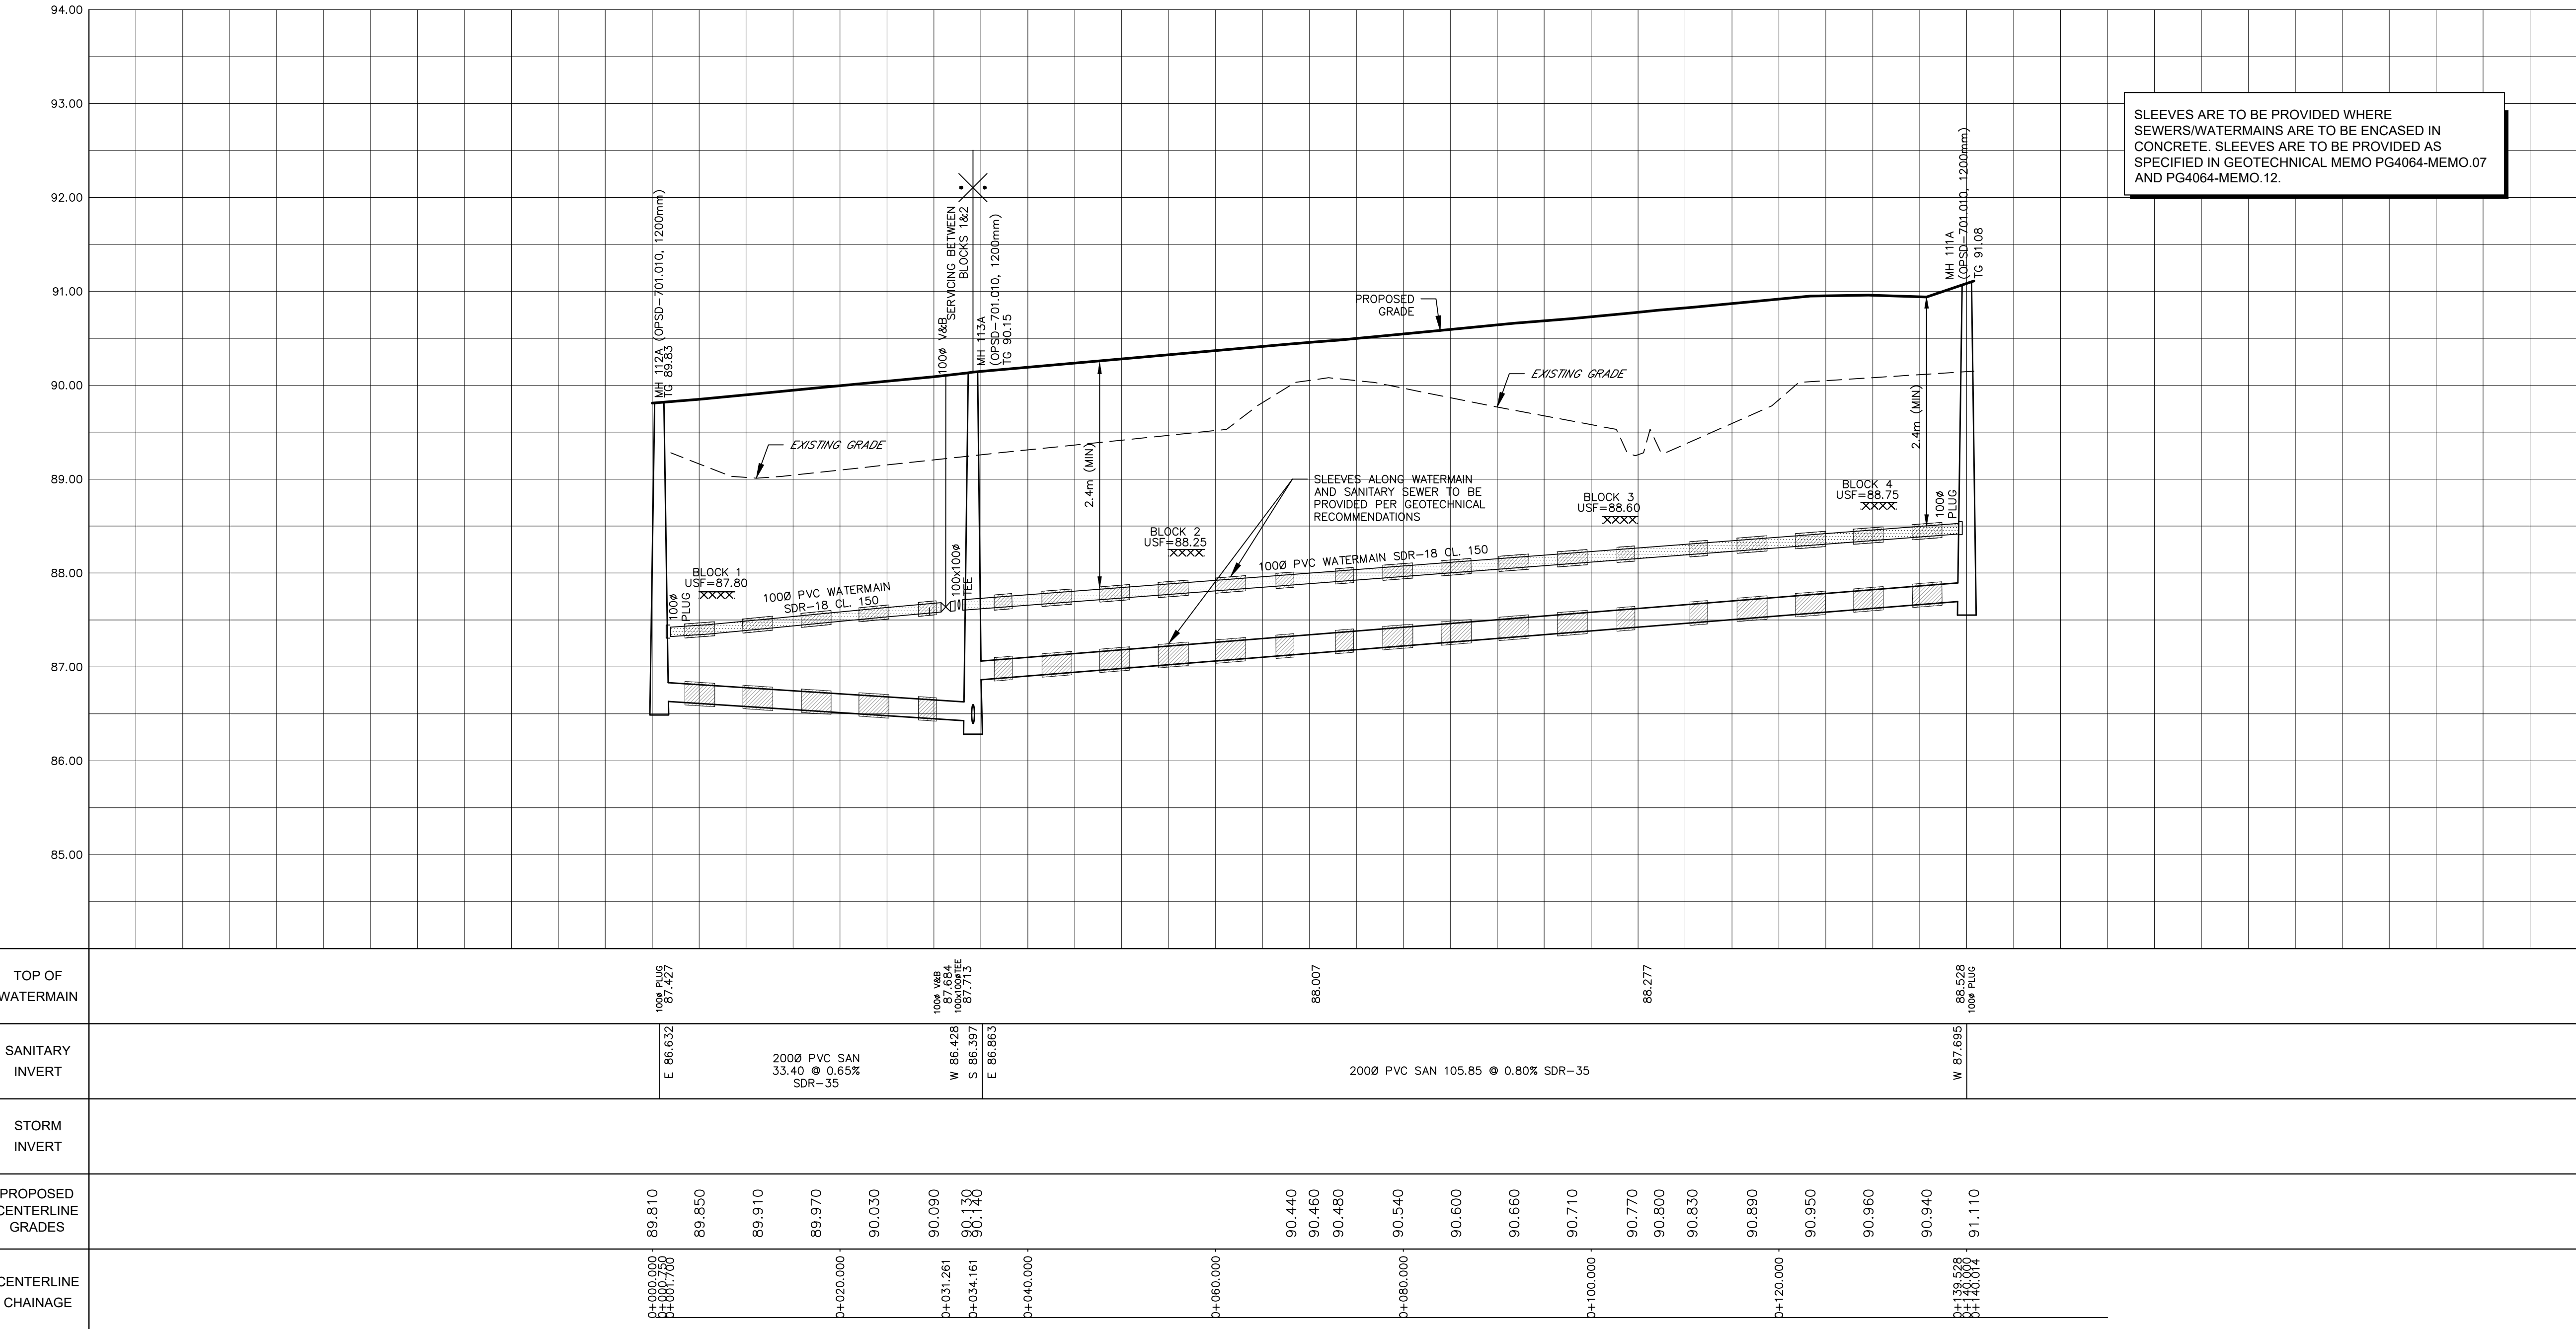 94.00
93.00
92.00
91.00
90.00
89.00
88.00
87.00
86.00
85.00
SLEEVES ARE TO BE PROVIDED WHERE
SEWERS/WATERMAINS ARE TO BE ENCASED IN
CONCRETE. SLEEVES ARE TO BE PROVIDED AS
SPECIFIED IN GEOTECHNICAL MEMO PG4064-MEMO.07
AND PG4064-MEMO.12.
MH 112A (OPSD-701.010, 1200mm)
TG 89.83
100Ø V&B
SERVICING BETWEEN
BLOCKS 1&2
MH 113A
(OPSD-701.010, 1200mm)
TG 90.15
MH 111A
(OPSD-701.010, 1200mm)
TG 91.08
PROPOSED
GRADE
EXISTING GRADE
EXISTING GRADE
2.4m (MIN)
2.4m (MIN)
SLEEVES ALONG WATERMAIN
AND SANITARY SEWER TO BE
PROVIDED PER GEOTECHNICAL
RECOMMENDATIONS
BLOCK 1
USF=87.80
BLOCK 2
USF=88.25
BLOCK 3
USF=88.60
BLOCK 4
USF=88.75
100Ø
PLUG
100Ø PVC WATERMAIN
SDR-18 CL. 150
100x100Ø
TEE
100Ø PVC WATERMAIN SDR-18 CL. 150
100Ø
PLUG
TOP OF
WATERMAIN
100Ø PLUG
87.427
100Ø V&B
87.684
100x100ØTEE
87.713
88.007
88.277
88.528
100Ø PLUG
SANITARY
INVERT
E 86.632
200Ø PVC SAN
33.40 @ 0.65%
SDR-35
W 86.428
S 86.397
E 86.863
200Ø PVC SAN 105.85 @ 0.80% SDR-35
W 87.695
STORM
INVERT
PROPOSED
CENTERLINE
GRADES
89.810
89.850
89.910
89.970
90.030
90.090
90.130
90.140
90.440
90.460
90.480
90.540
90.600
90.660
90.710
90.770
90.800
90.830
90.890
90.950
90.960
90.940
91.110
CENTERLINE
CHAINAGE
0+000.000
0+000.750
0+001.700
0+020.000
0+031.261
0+034.161
0+040.000
0+060.000
0+080.000
0+100.000
0+120.000
0+139.528
0+140.000
0+140.014